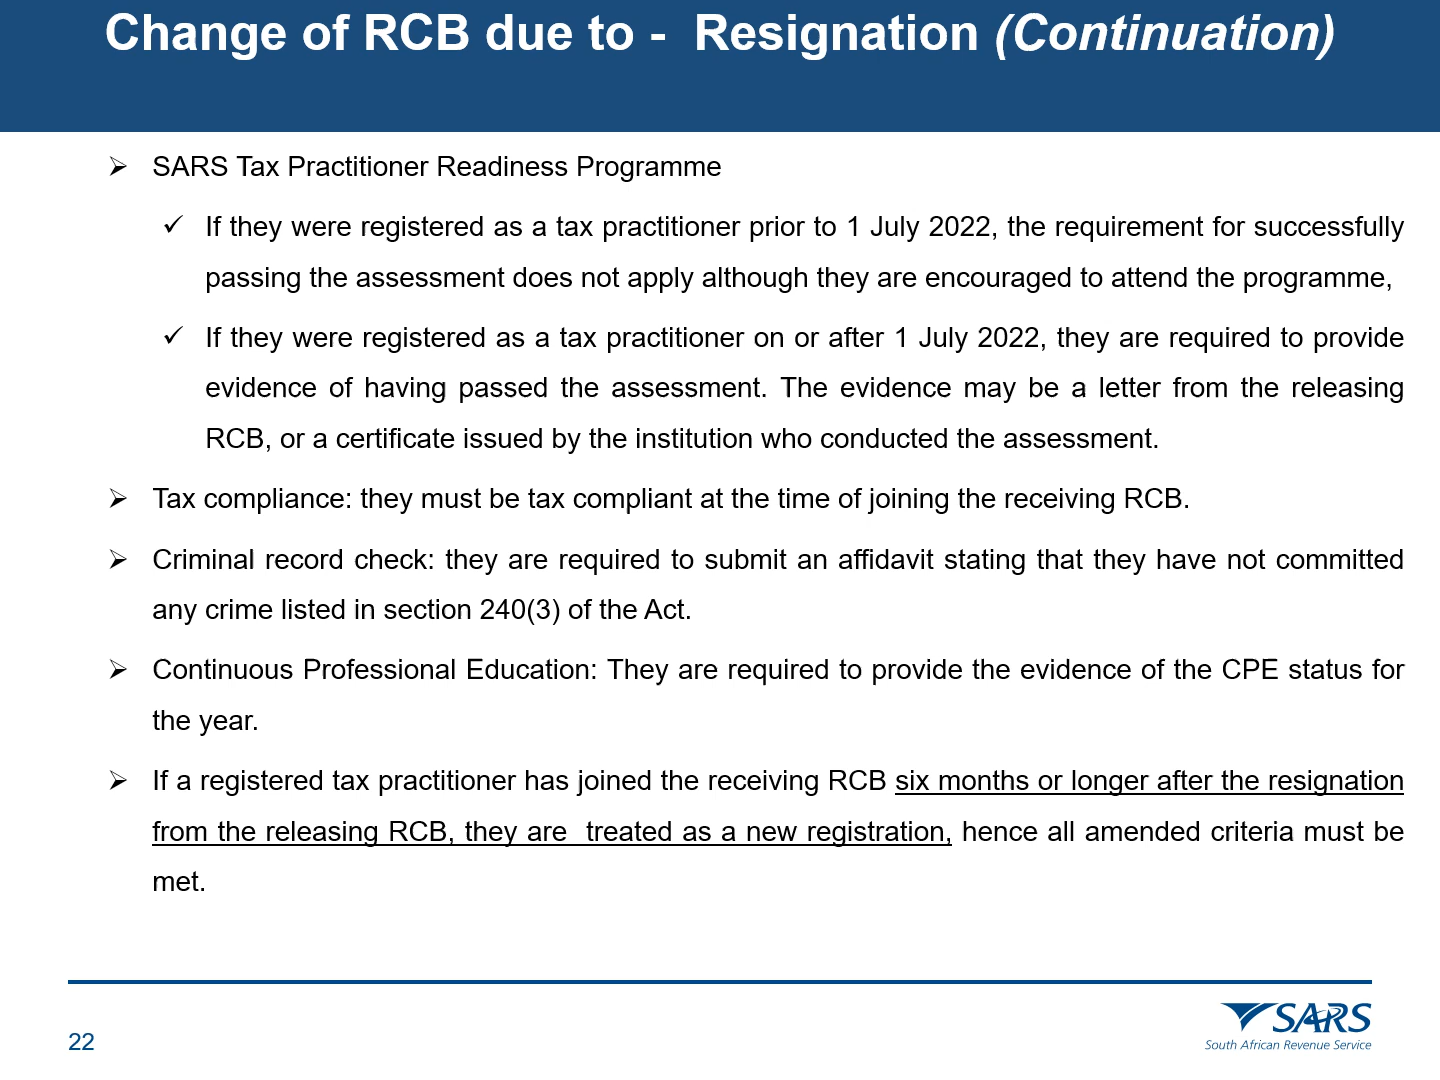 Change of RCB due to - Resignation (Continuation)
➢ SARS Tax Practitioner Readiness Programme
✓ If they were registered as a tax practitioner prior to 1 July 2022, the requirement for successfully
passing the assessment does not apply although they are encouraged to attend the programme,
✓ If they were registered as a tax practitioner on or after 1 July 2022, they are required to provide
evidence of having passed the assessment. The evidence may be a letter from the releasing
RCB, or a certificate issued by the institution who conducted the assessment.
➢ Tax compliance: they must be tax compliant at the time of joining the receiving RCB.
➢ Criminal record check: they are required to submit an affidavit stating that they have not committed
any crime listed in section 240(3) of the Act.
➢ Continuous Professional Education: They are required to provide the evidence of the CPE status for
the year.
➢ If a registered tax practitioner has joined the receiving RCB six months or longer after the resignation
from the releasing RCB, they are treated as a new registration, hence all amended criteria must be
met.
22
SARS
South African Revenue Service